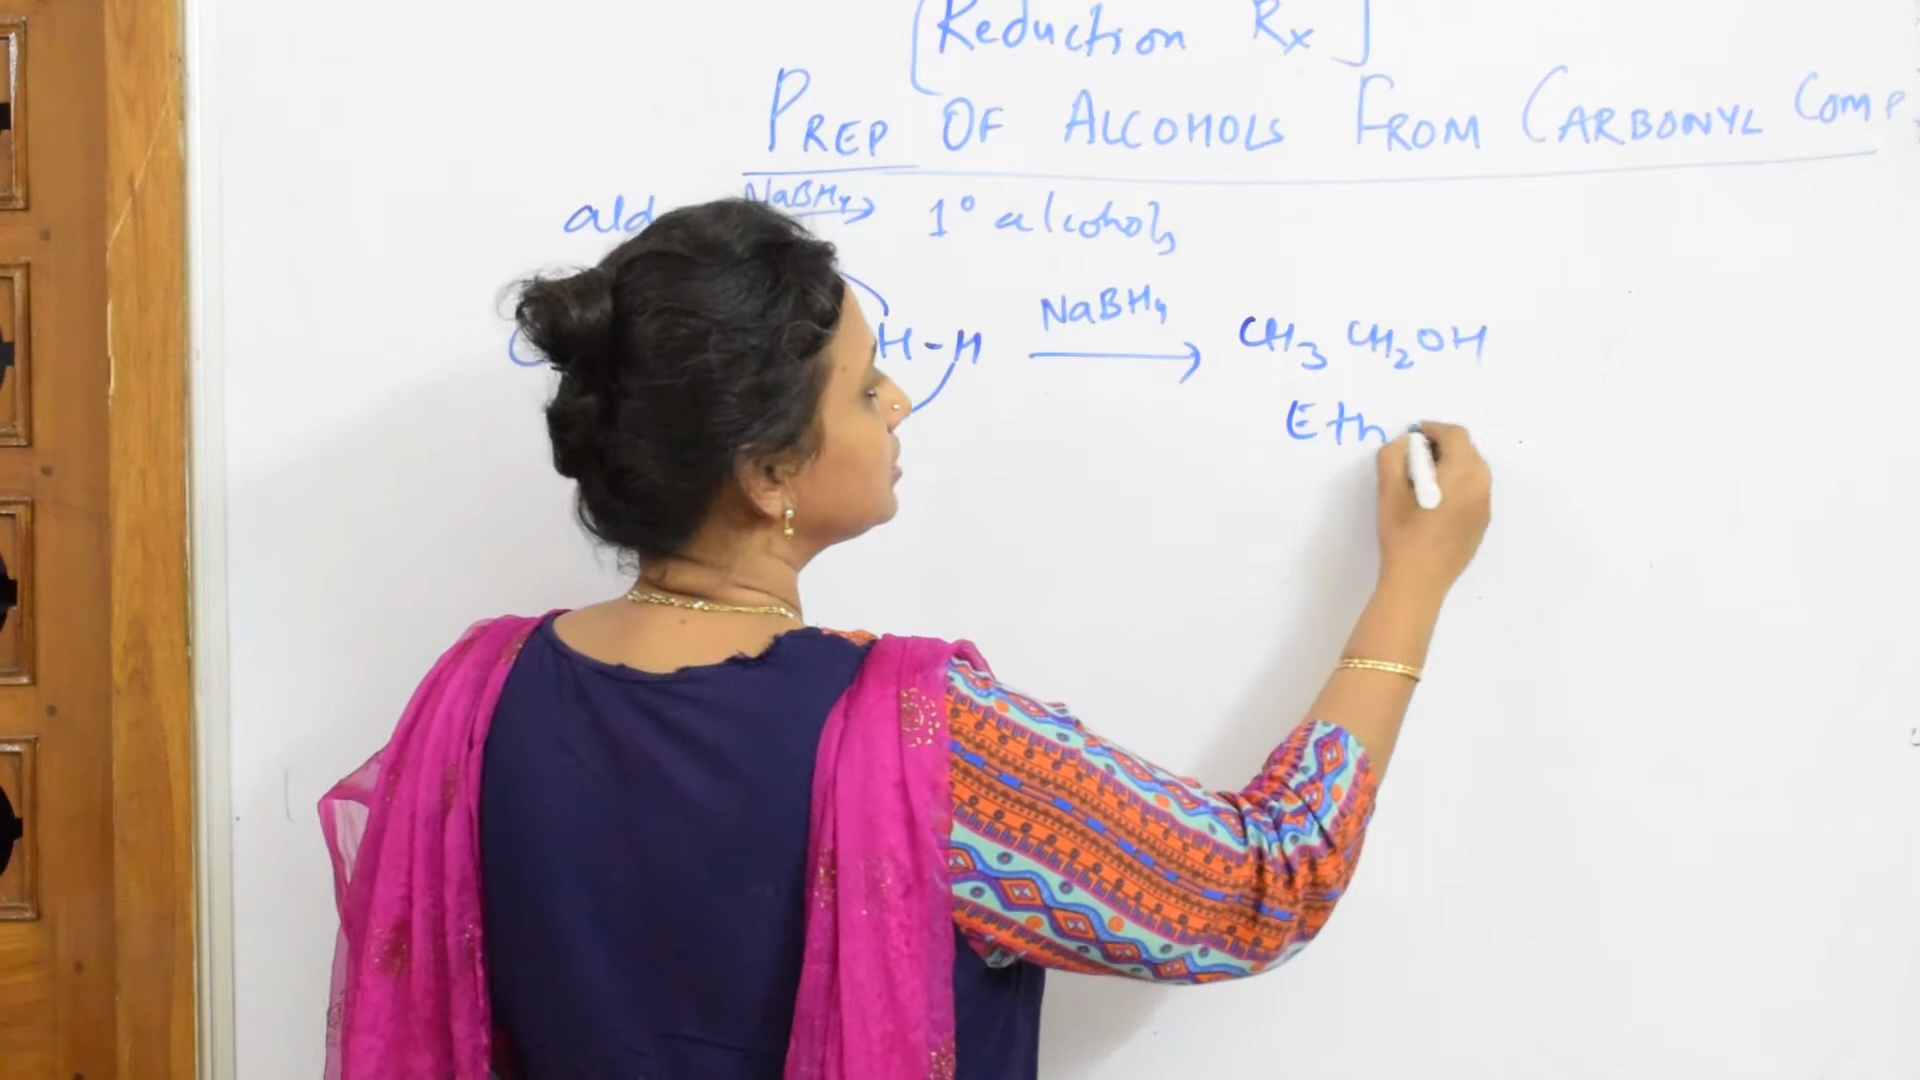 [Reduction Rx]
PREP OF ALCOHOLS FROM CARBONYL COMP
ald NaBH4 → 1° alcohols
H-H NaBH4 → CH3 CH2OH
Eth